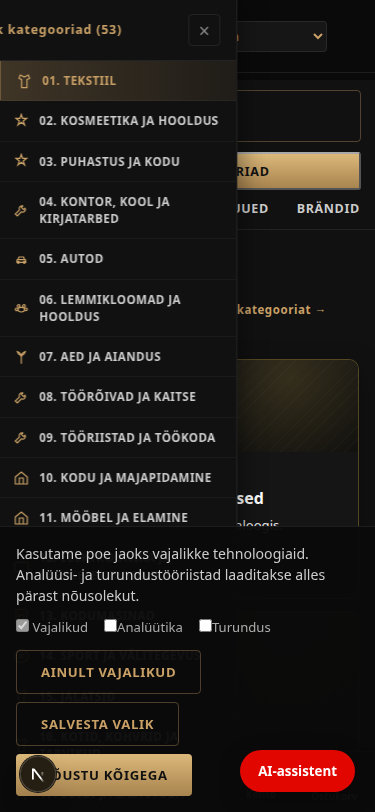 kategooriad (53)
×
01. TEKSTIIL
02. KOSMEETIKA JA HOOLDUS
03. PUHASTUS JA KODU
04. KONTOR, KOOL JA
KIRJATARBED
05. AUTOD
06. LEMMIKLOOMAD JA
HOOLDUS
07. AED JA AIANDUS
08. TÖÖRÕIVAD JA KAITSE
09. TÖÖRIISTAD JA TÖÖKODA
10. KODU JA MAJAPIDAMINE
11. MÖÖBEL JA ELAMINE
BRÄNDID
kategooriat →
Kasutame poe jaoks vajalikke tehnoloogiaid.
Analüüsi- ja turundustööriistad laaditakse alles
pärast nõusolekut.
Vajalikud Analüütika Turundus
AINULT VAJALIKUD
SALVESTA VALIK
NÕUSTU KÕIGEGA
AI-assistent